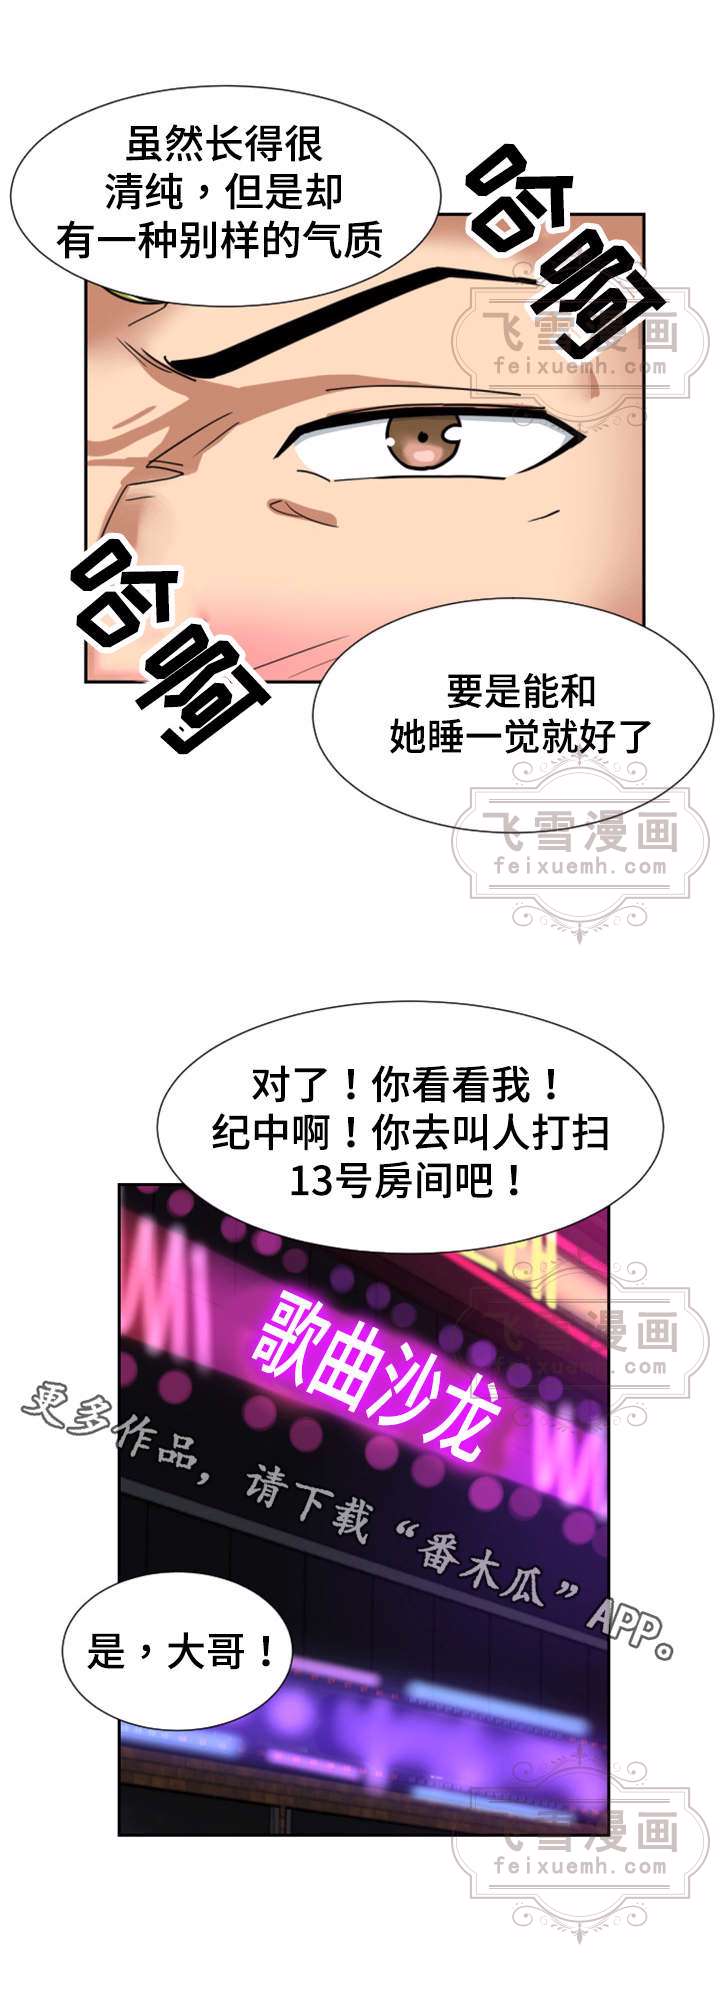 虽然长得很
清纯，但是却
有一种别样的气质
哈啊
飞雪漫画
feixuemh.com
哈啊
要是能和
她睡一觉就好了
飞雪漫画
feixuemh.com
对了！你看看我！
纪中啊！你去叫人打扫
13号房间吧！
ECH
M
飞雪漫画
feixuemh.com
歌曲沙龙
更多作品，请下载“番木瓜”APP。
是，大哥！
飞雪漫画
feixuemh.com